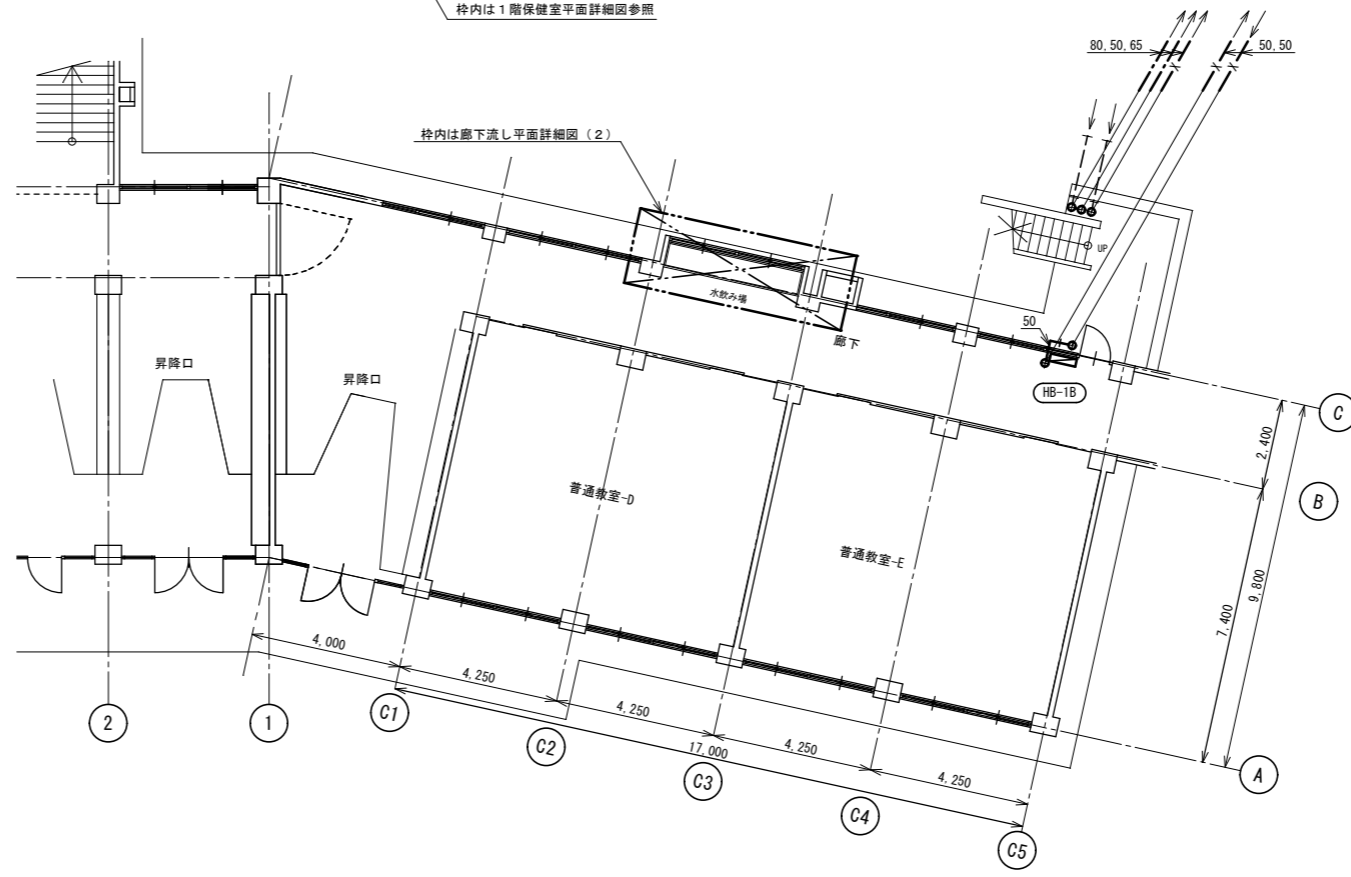 枠内は１階保健室平面詳細図参照
80,50,65
50,50
枠内は廊下流し平面詳細図（２）
UP
水飲み場
50
廊下
HB-1B
昇降口
昇降口
C
2,400
B
普通教室-D
普通教室-E
9,800
7,400
4,000
4,250
4,250
4,250
4,250
17,000
A
2
1
C1
C2
C3
C4
C5